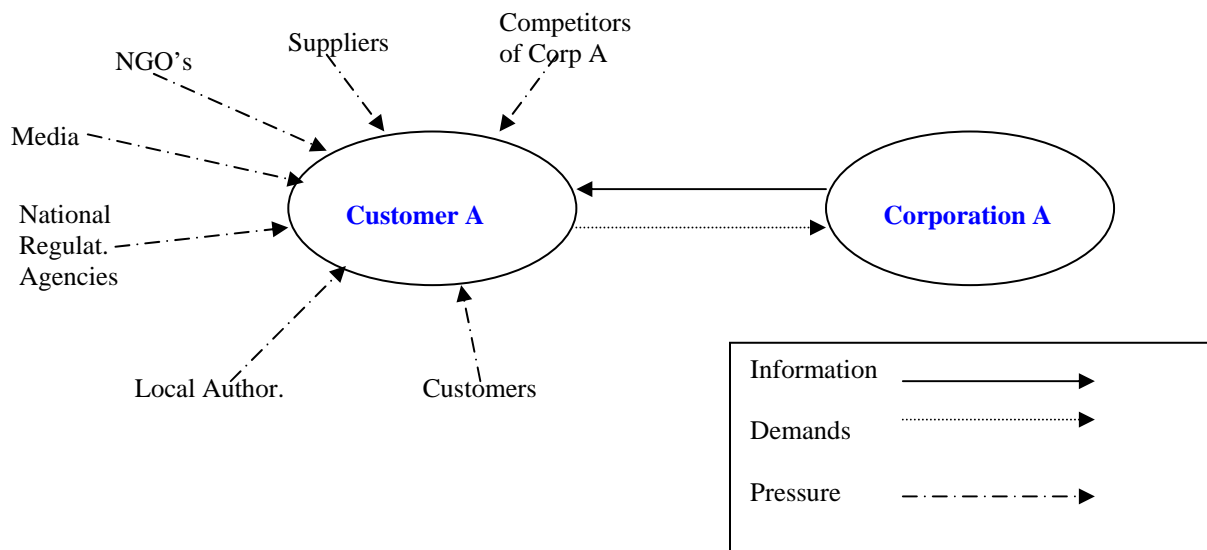 Competitors
of Corp A
Suppliers
NGO’s
Media
National
Regulat.
Agencies
Customer A
Corporation A
Local Author.
Customers
Information
Demands
Pressure